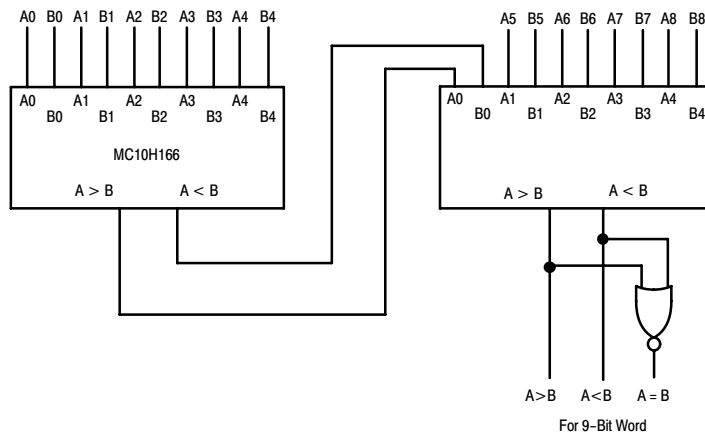 A0 B0 A1 B1 A2 B2 A3 B3 A4 B4
A5 B5 A6 B6 A7 B7 A8 B8
A0 A1 A2 A3 A4
B0 B1 B2 B3 B4
A0 A1 A2 A3 A4
B0 B1 B2 B3 B4
MC10H166
A > B A < B
A > B A < B
A>B A<B A = B
For 9−Bit Word